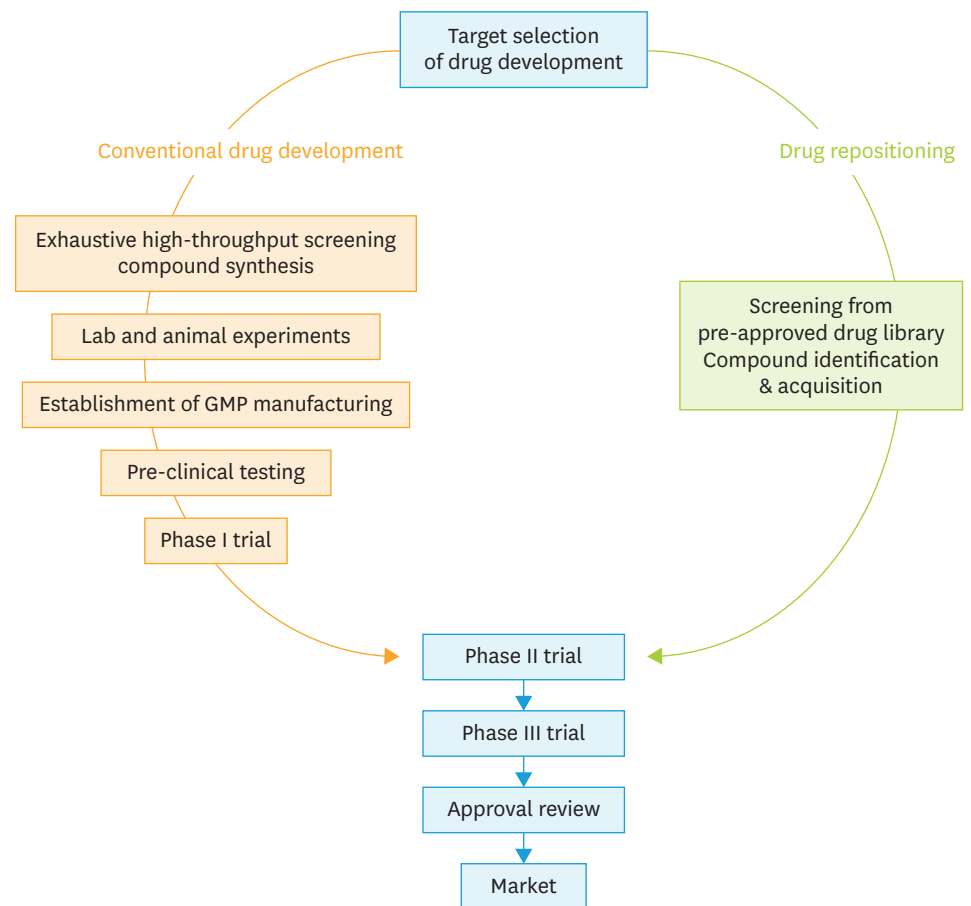 Target selection
of drug development
Conventional drug development
Drug repositioning
Exhaustive high-throughput screening
compound synthesis
Lab and animal experiments
Establishment of GMP manufacturing
Pre-clinical testing
Phase I trial
Screening from
pre-approved drug library
Compound identification
& acquisition
Phase II trial
Phase III trial
Approval review
Market